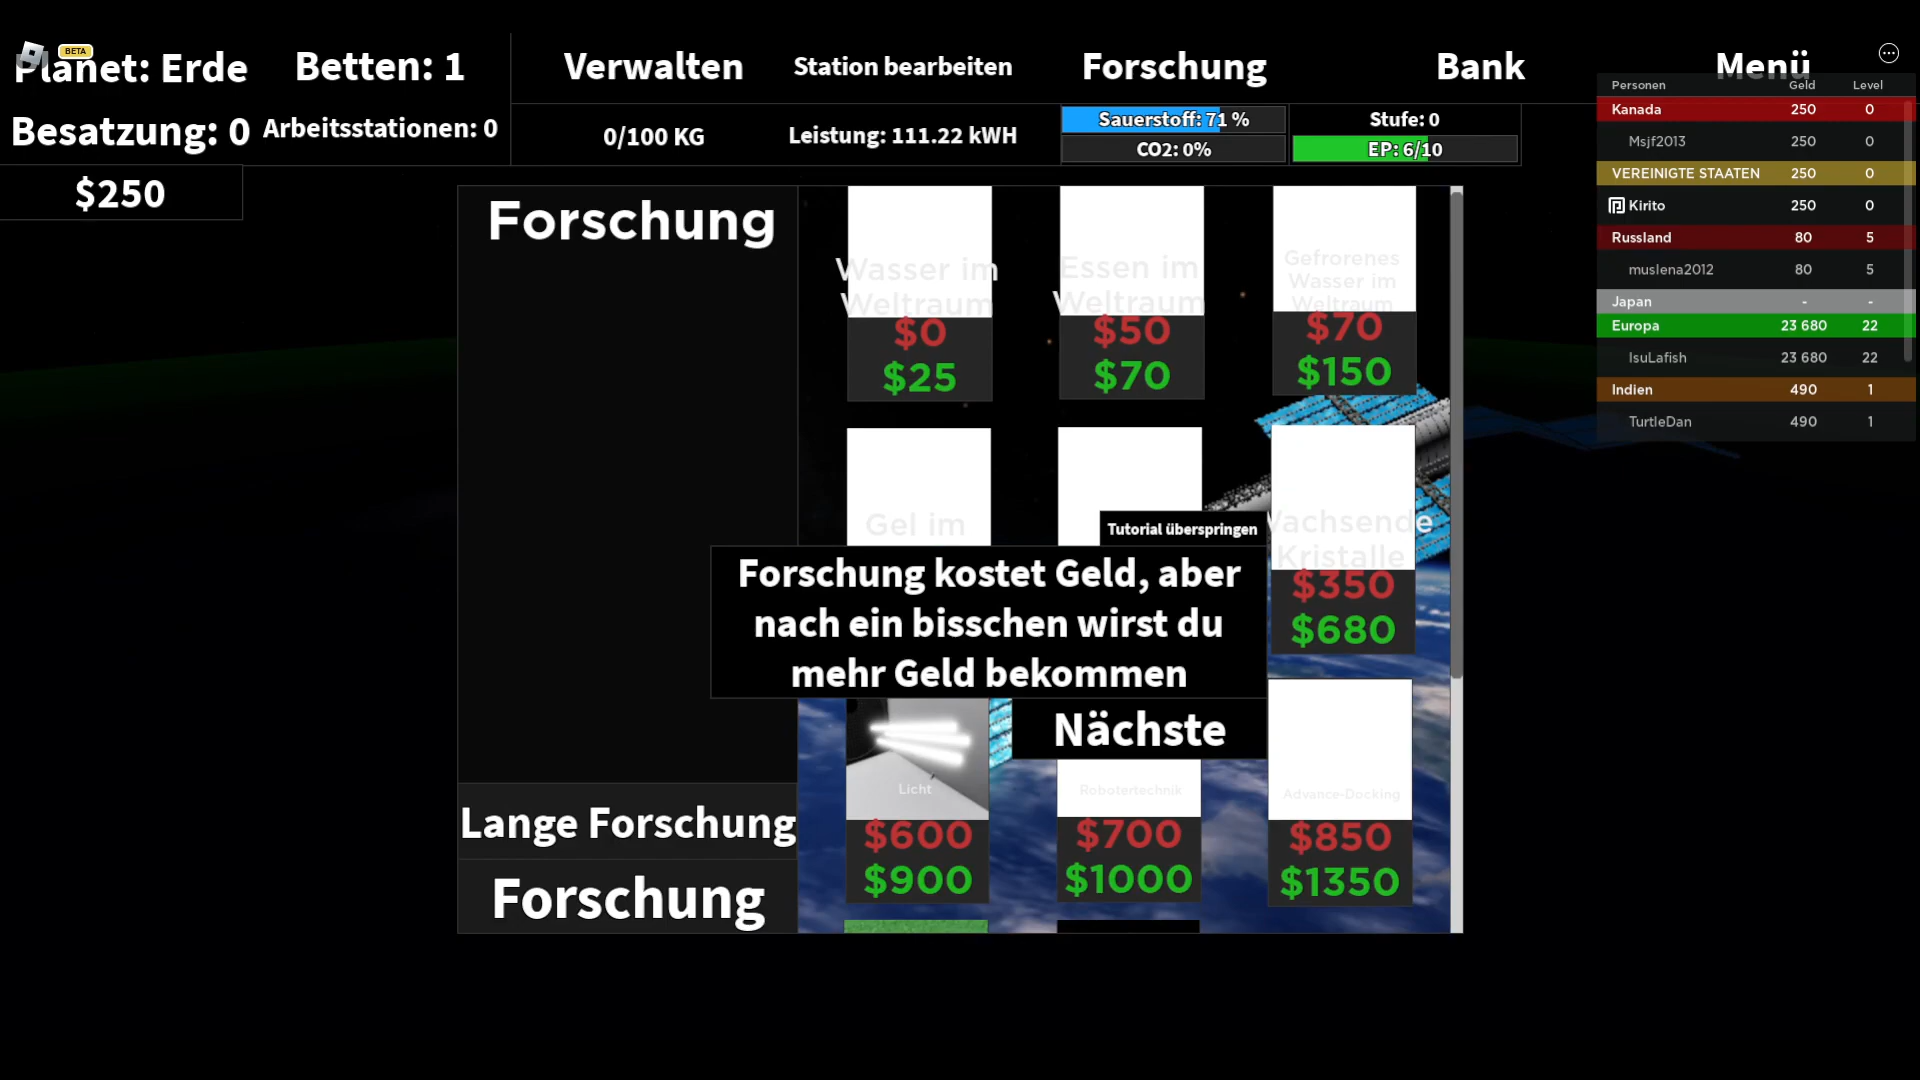 BETA
Planet: Erde
Betten: 1
Verwalten
Station bearbeiten
Forschung
Bank
Menü
Besatzung: 0
Arbeitsstationen: 0
0/100 KG
Leistung: 111.22 kWH
Sauerstoff: 71 %
CO2: 0%
Stufe: 0
EP: 6/10
$250
Personen Geld Level
Kanada 250 0
Msjf2013 250 0
VEREINIGTE STAATEN 250 0
Kirito 250 0
Russland 80 5
muslena2012 80 5
Japan - -
Europa 23 680 22
IsuLafish 23 680 22
Indien 490 1
TurtleDan 490 1
Forschung
Wasser im
Weltraum
$0
$25
Essen im
Weltraum
$50
$70
Gefrorenes
Wasser im
Weltraum
$70
$150
Gel im
Wachsende
Kristalle
$350
$680
Tutorial überspringen
Forschung kostet Geld, aber
nach ein bisschen wirst du
mehr Geld bekommen
Nächste
Licht
$600
$900
Robotertechnik
$700
$1000
Advance-Docking
$850
$1350
Lange Forschung
Forschung